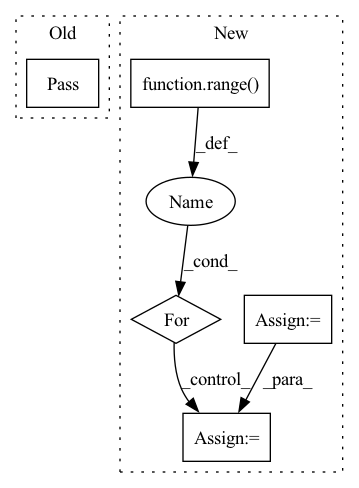 Old
New
Pass
function.range()
_def_
Name
_cond_
For
Assign:=
_control_
_para_
Assign:=